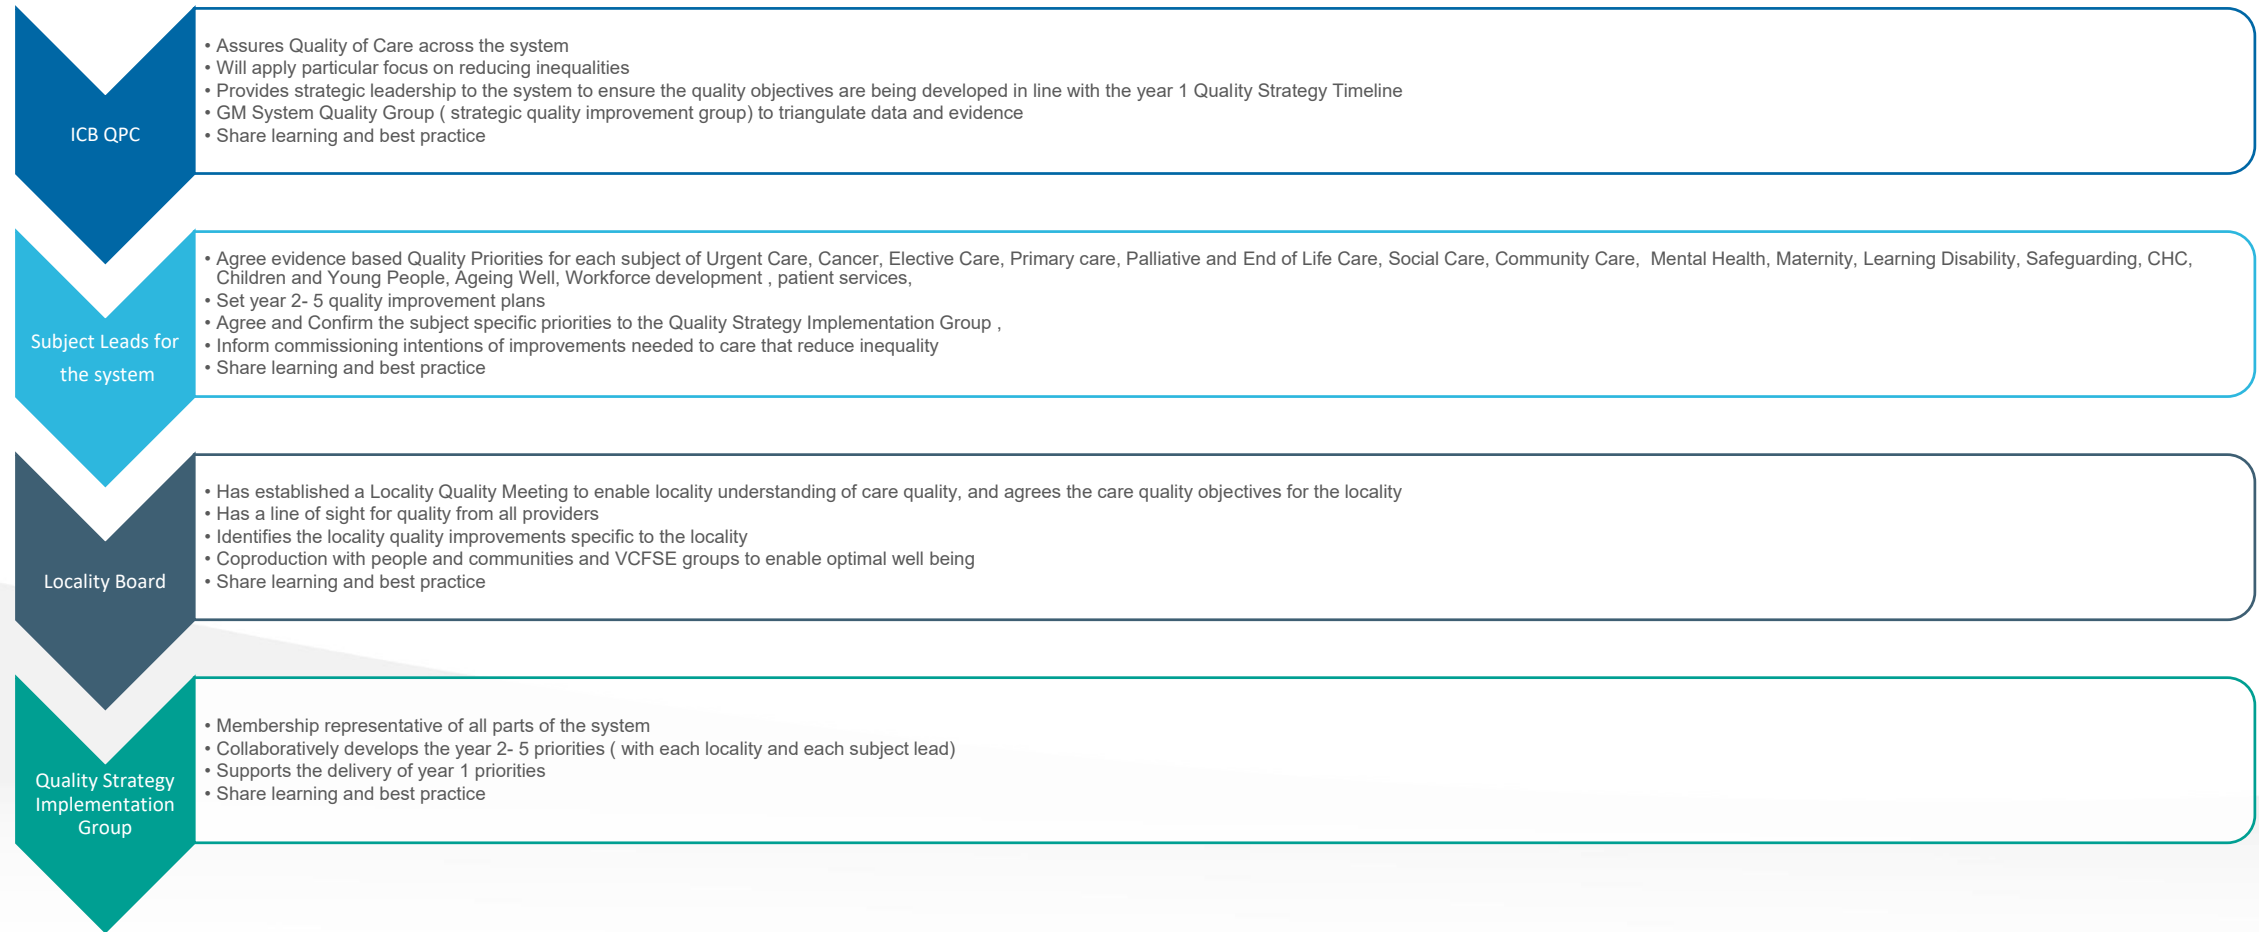 ICB QPC
• Assures Quality of Care across the system
• Will apply particular focus on reducing inequalities
• Provides strategic leadership to the system to ensure the quality objectives are being developed in line with the year 1 Quality Strategy Timeline
• GM System Quality Group ( strategic quality improvement group) to triangulate data and evidence
• Share learning and best practice
Subject Leads for
the system
• Agree evidence based Quality Priorities for each subject of Urgent Care, Cancer, Elective Care, Primary care, Palliative and End of Life Care, Social Care, Community Care,  Mental Health, Maternity, Learning Disability, Safeguarding, CHC,
Children and Young People, Ageing Well, Workforce development , patient services,
• Set year 2- 5 quality improvement plans
• Agree and Confirm the subject specific priorities to the Quality Strategy Implementation Group ,
• Inform commissioning intentions of improvements needed to care that reduce inequality
• Share learning and best practice
Locality Board
• Has established a Locality Quality Meeting to enable locality understanding of care quality, and agrees the care quality objectives for the locality
• Has a line of sight for quality from all providers
• Identifies the locality quality improvements specific to the locality
• Coproduction with people and communities and VCFSE groups to enable optimal well being
• Share learning and best practice
Quality Strategy
Implementation
Group
• Membership representative of all parts of the system
• Collaboratively develops the year 2- 5 priorities ( with each locality and each subject lead)
• Supports the delivery of year 1 priorities
• Share learning and best practice